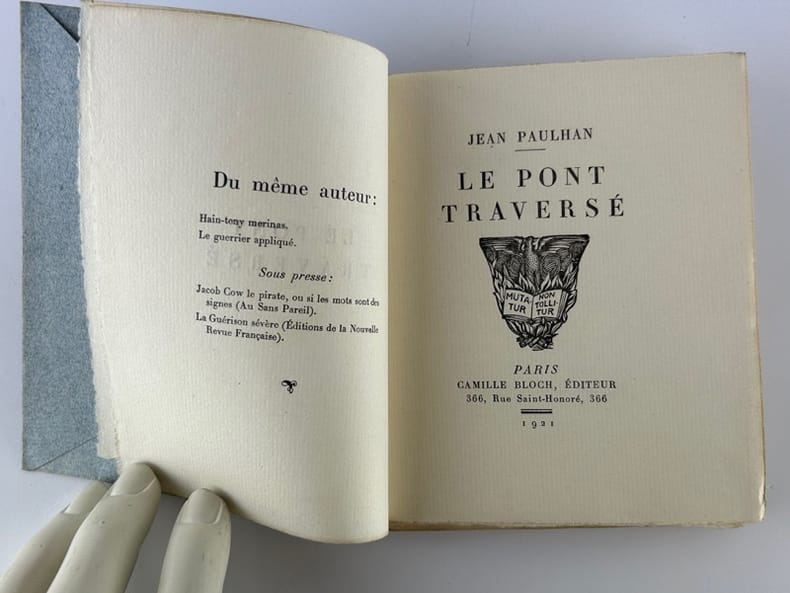 Du même auteur:
Hain-tony merinas.
Le guerrier appliqué.
Sous presse:
Jacob Cow le pirate, ou si les mots sont des
signes (Au Sans Pareil).
La Guérison sévère (Éditions de la Nouvelle
Revue Française).
JEAN PAULHAN
LE PONT
TRAVERSÉ
MUTA-
TUR
NON
TOLLI-
TUR
PARIS
CAMILLE BLOCH, ÉDITEUR
366, Rue Saint-Honoré, 366
1921